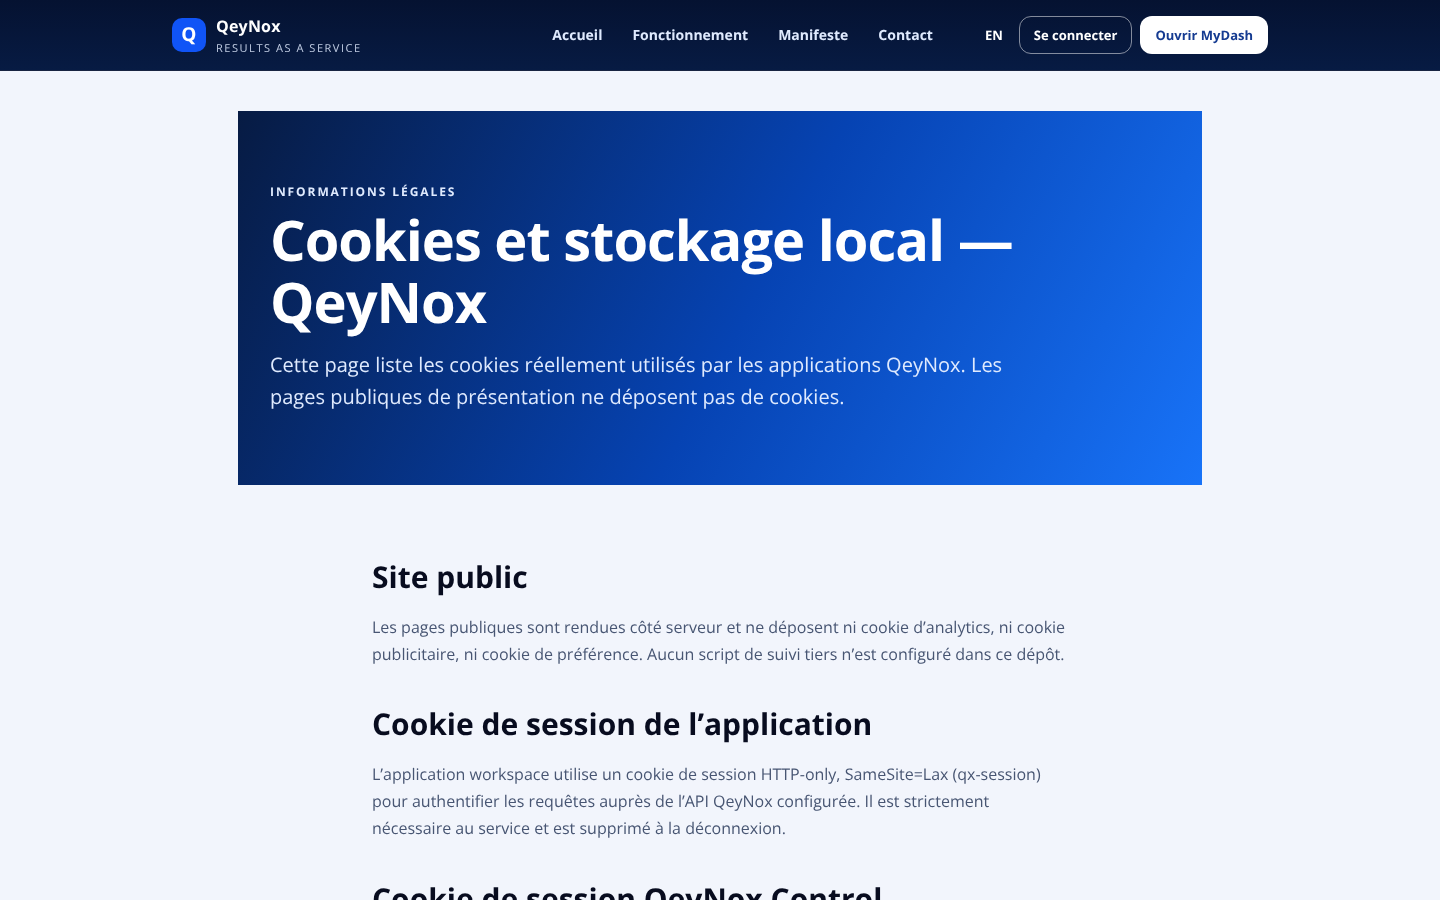 Q
QeyNox
RESULTS AS A SERVICE
Accueil
Fonctionnement
Manifeste
Contact
EN
Se connecter
Ouvrir MyDash
INFORMATIONS LÉGALES
Cookies et stockage local —
QeyNox
Cette page liste les cookies réellement utilisés par les applications QeyNox. Les
pages publiques de présentation ne déposent pas de cookies.
Site public
Les pages publiques sont rendues côté serveur et ne déposent ni cookie d’analytics, ni cookie
publicitaire, ni cookie de préférence. Aucun script de suivi tiers n’est configuré dans ce dépôt.
Cookie de session de l’application
L’application workspace utilise un cookie de session HTTP-only, SameSite=Lax (qx-session)
pour authentifier les requêtes auprès de l’API QeyNox configurée. Il est strictement
nécessaire au service et est supprimé à la déconnexion.
Cookie de session QeyNox Control